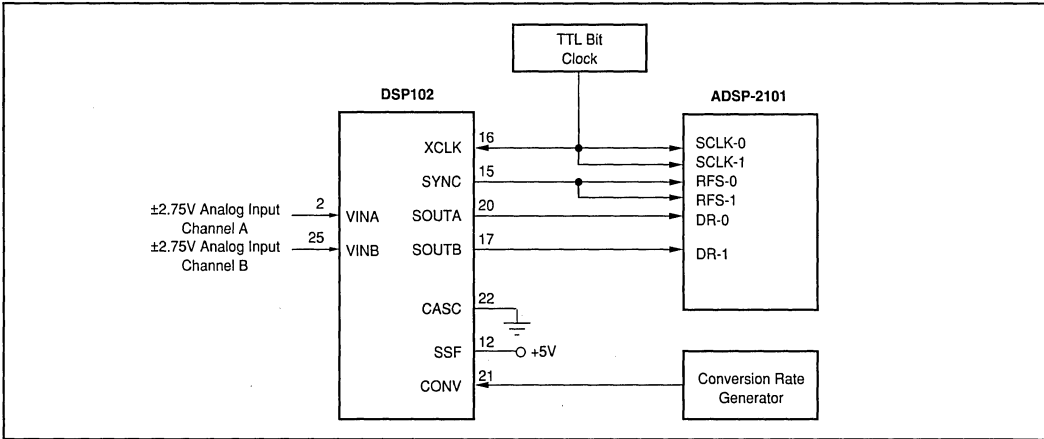 TTL Bit
Clock
DSP102
ADSP-2101
XCLK
16
SCLK-0
SCLK-1
SYNC
15
RFS-0
RFS-1
±2.75V Analog Input
Channel A
2
VINA
SOUTA
20
DR-0
±2.75V Analog Input
Channel B
25
VINB
SOUTB
17
DR-1
CASC
22
SSF
12
+5V
CONV
21
Conversion Rate
Generator